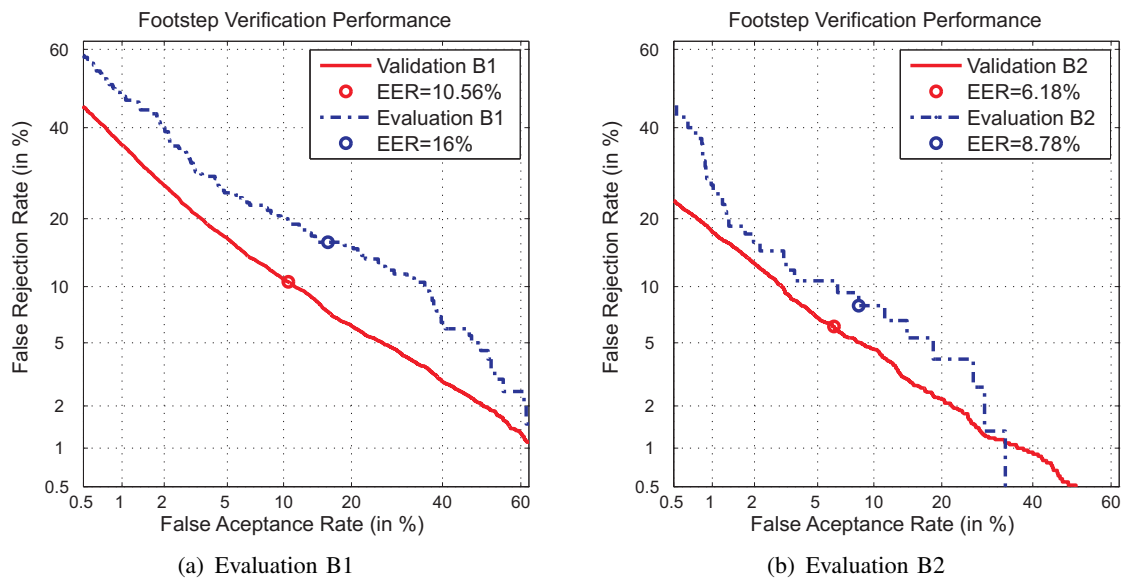 Footstep Verification Performance
60
40
20
10
5
2
1
0.5
False Rejection Rate (in %)
Validation B1
EER=10.56%
Evaluation B1
EER=16%
0.5 1 2 5 10 20 40 60
False Aceptance Rate (in %)
(a) Evaluation B1
Footstep Verification Performance
60
40
20
10
5
2
1
0.5
False Rejection Rate (in %)
Validation B2
EER=6.18%
Evaluation B2
EER=8.78%
0.5 1 2 5 10 20 40 60
False Aceptance Rate (in %)
(b) Evaluation B2